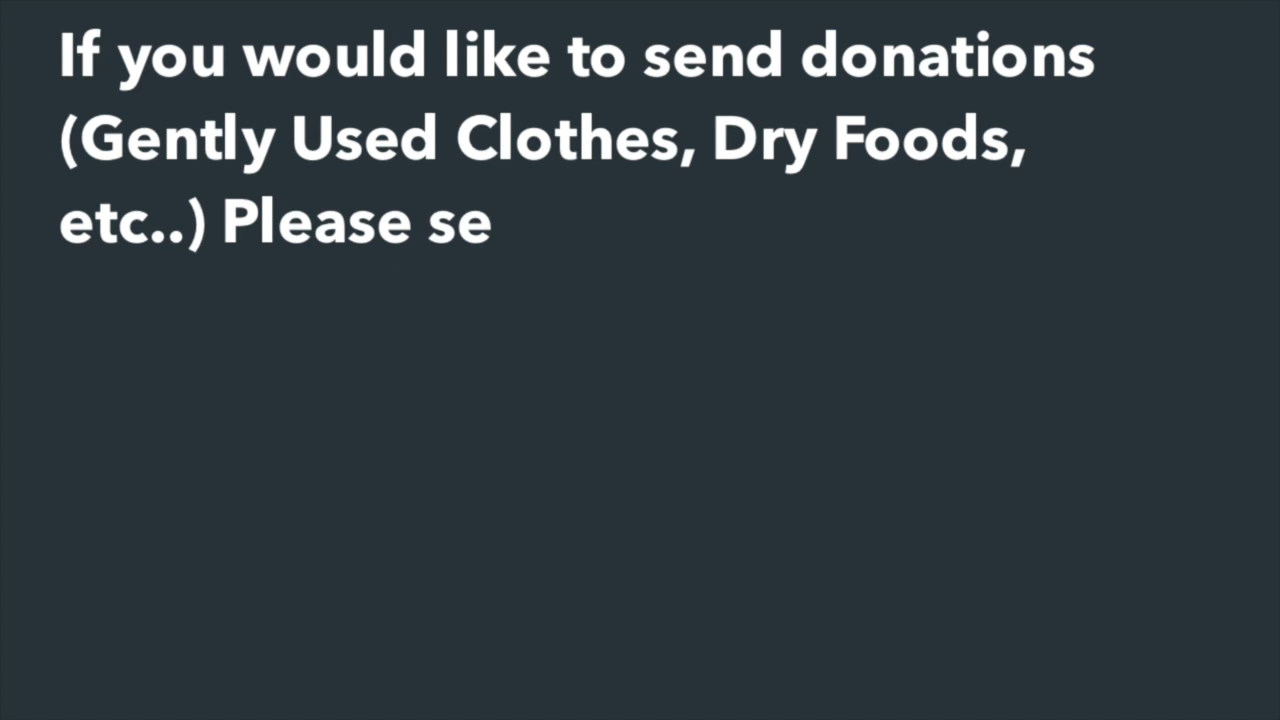 If you would like to send donations
(Gently Used Clothes, Dry Foods,
etc..) Please se